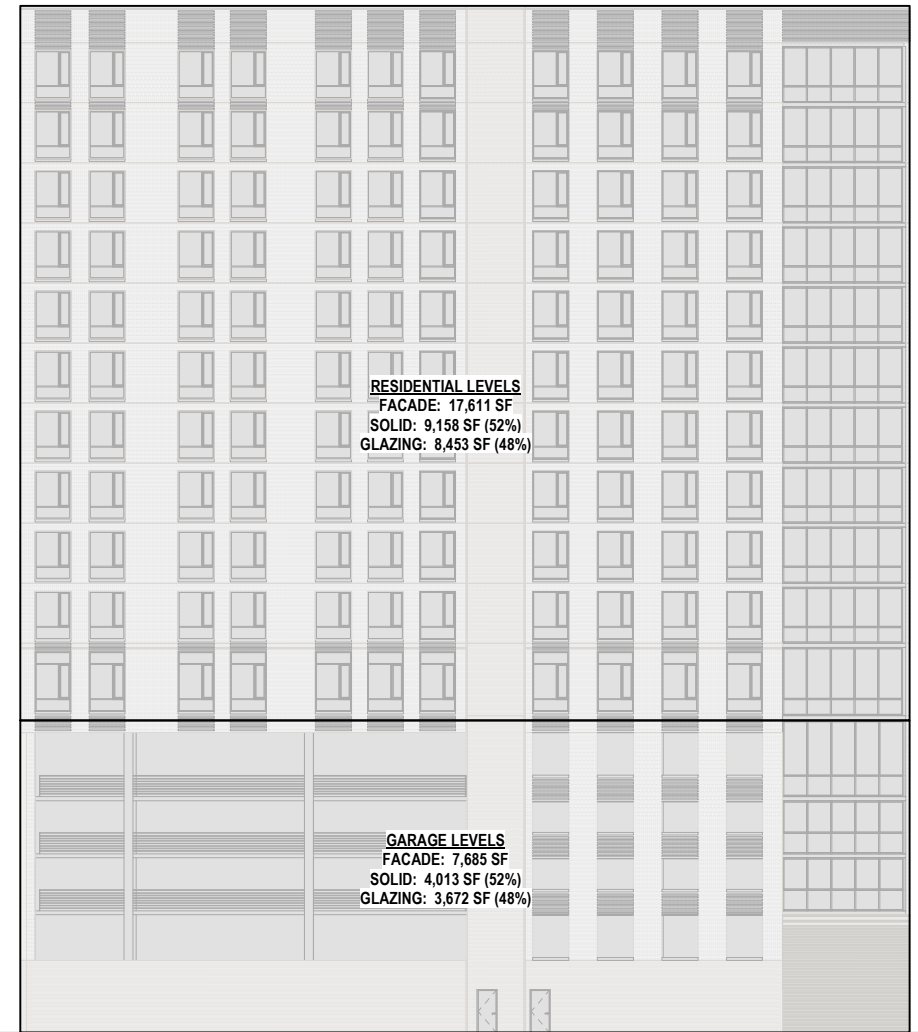 RESIDENTIAL LEVELS
FACADE: 17,611 SF
SOLID: 9,158 SF (52%)
GLAZING: 8,453 SF (48%)
GARAGE LEVELS
FACADE: 7,685 SF
SOLID: 4,013 SF (52%)
GLAZING: 3,672 SF (48%)